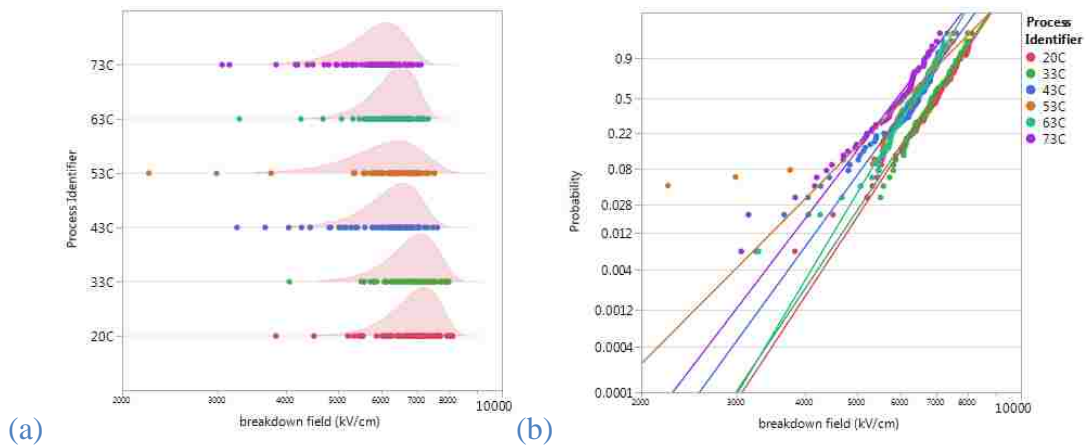 73C
63C
53C
43C
33C
20C
Process Identifier
2000
3000
4000
5000
6000
7000
8000
10000
breakdown field (kV/cm)
(a)
0.9
0.5
0.22
0.08
0.028
0.012
0.004
0.0012
0.0004
0.0001
Probability
2000
3000
4000
5000
6000
7000
8000
10000
breakdown field (kV/cm)
(b)
Process
Identifier
20C
33C
43C
53C
63C
73C